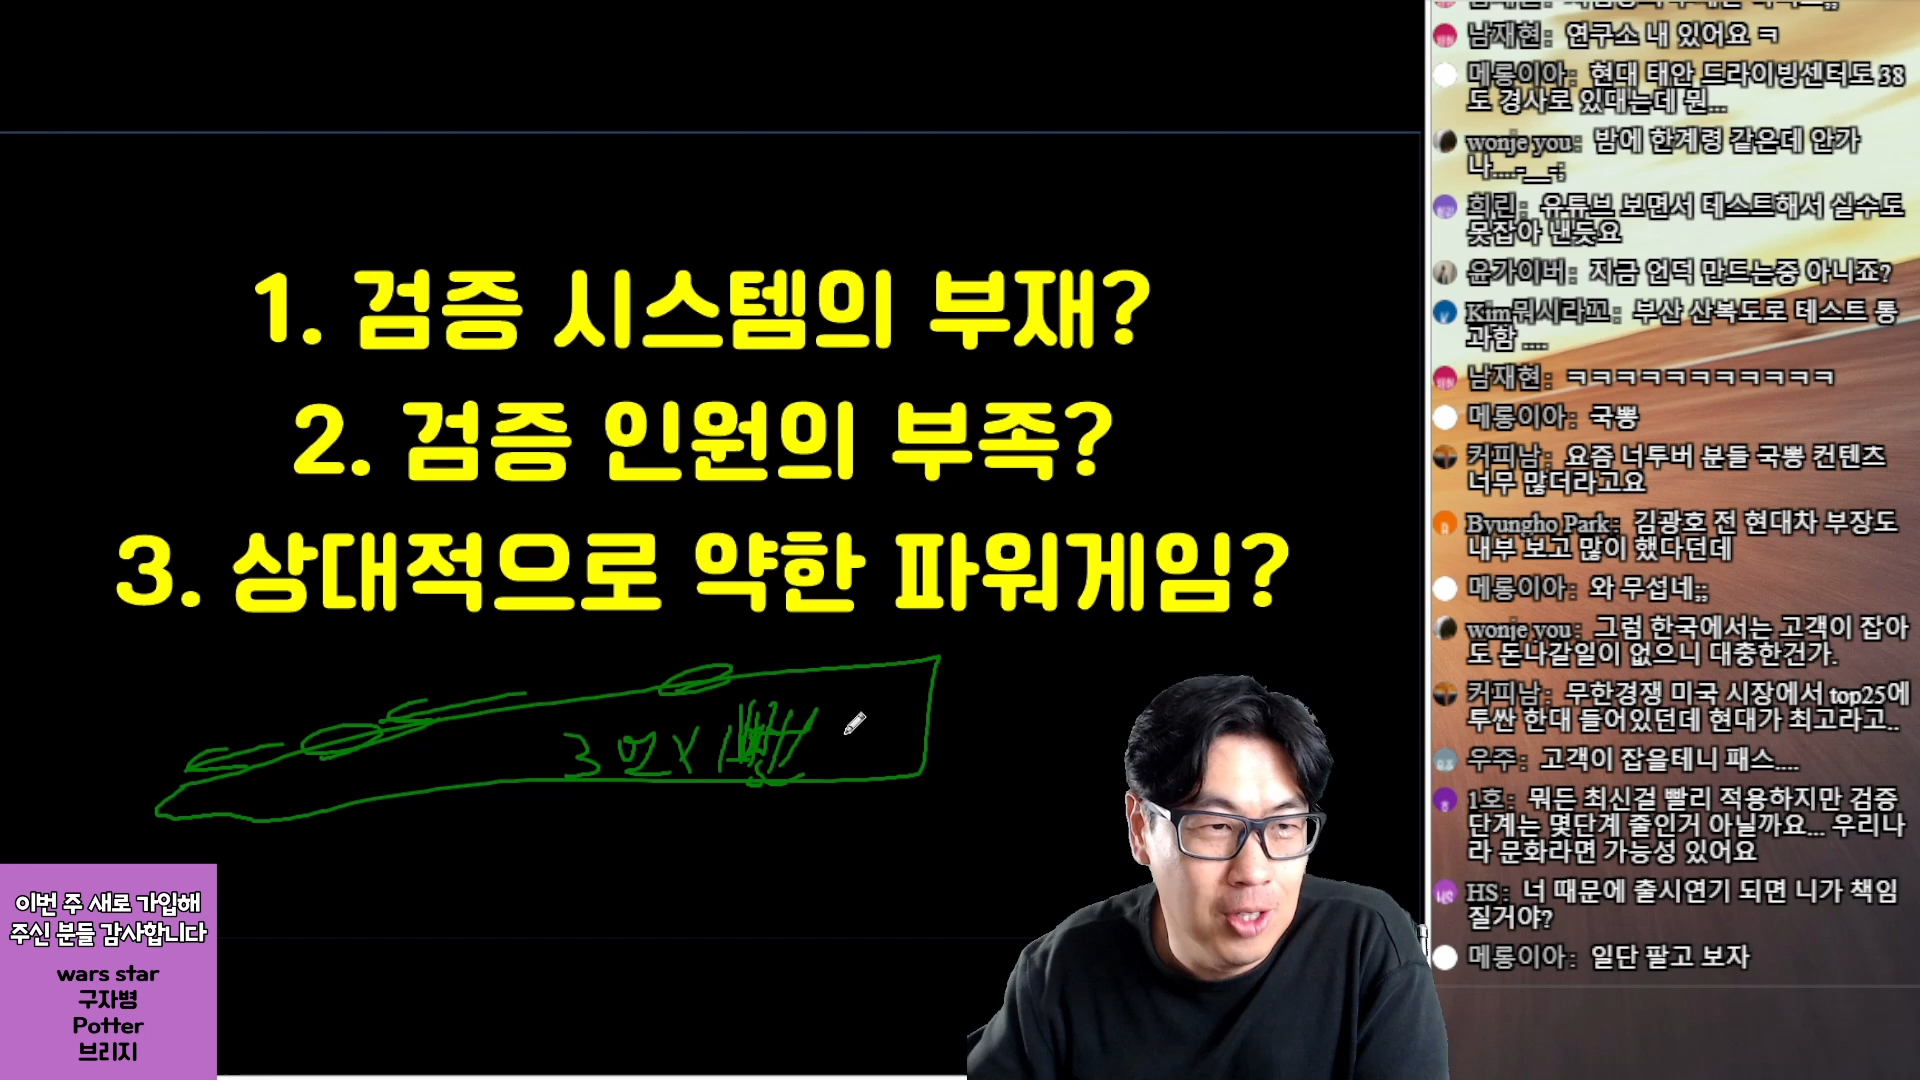 1. 검증 시스템의 부재?
2. 검증 인원의 부족?
3. 상대적으로 약한 파워게임?
이번 주 새로 가입해
주신 분들 감사합니다
wars star
구자병
Potter
브리지
남재현: 연구소 내 있어요 ㅋ
메롱이아: 현대 태안 드라이빙센터도 38
도 경사로 있대는데 뭔...
wonje you: 밤에 한계령 같은데 안가
나....-__-;
희린: 유튜브 보면서 테스트해서 실수도
못잡아 낸듯요
윤가이버: 지금 언덕 만드는중 아니죠?
Kim뭐시라꼬: 부산 산복도로 테스트 통
과함 ....
남재현: ㅋㅋㅋㅋㅋㅋㅋㅋㅋㅋㅋ
메롱이아: 국뽕
커피남: 요즘 너투버 분들 국뽕 컨텐츠
너무 많더라고요
Byungho Park: 김광호 전 현대차 부장도
내부 보고 많이 했다던데
메롱이아: 와 무섭네;;
wonje you: 그럼 한국에서는 고객이 잡아
도 돈나갈일이 없으니 대충한건가.
커피남: 무한경쟁 미국 시장에서 top25에
투싼 한대 들어있던데 현대가 최고라고..
우주: 고객이 잡을테니 패스....
1호: 뭐든 최신걸 빨리 적용하지만 검증
단계는 몇단계 줄인거 아닐까요... 우리나
라 문화라면 가능성 있어요
HS: 너 때문에 출시연기 되면 니가 책임
질거야?
메롱이아: 일단 팔고 보자